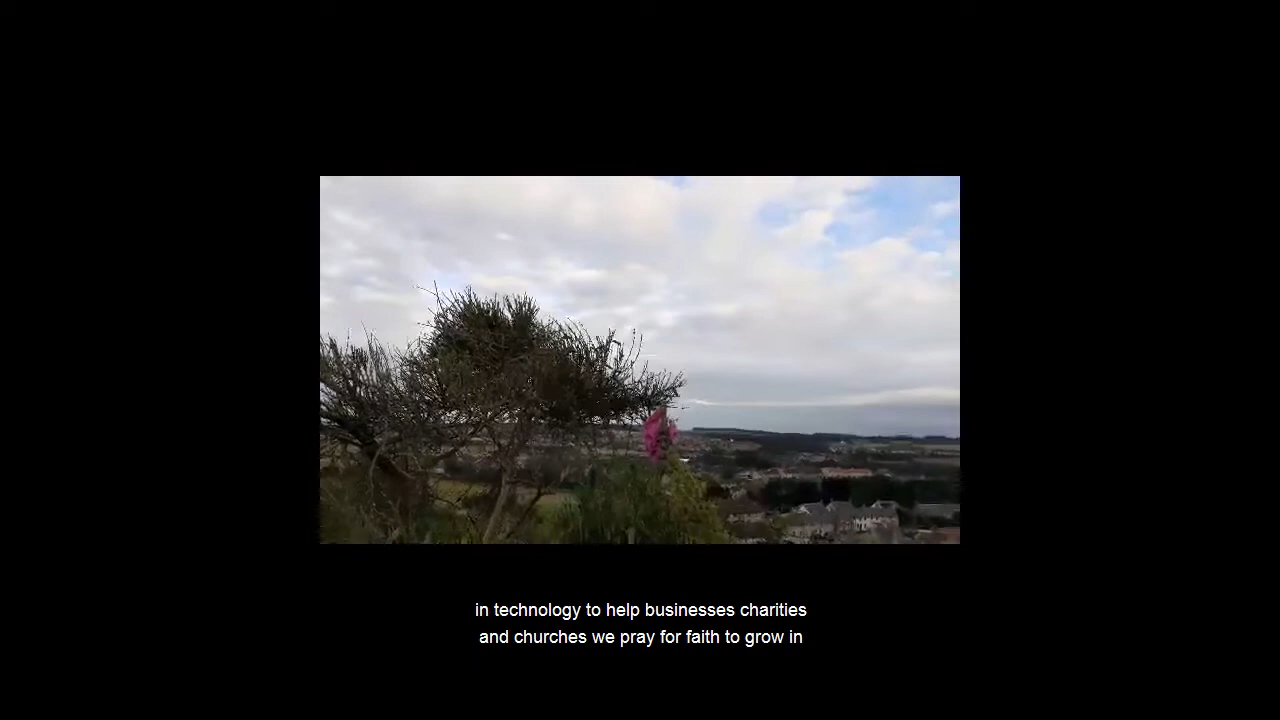 in technology to help businesses charities
and churches we pray for faith to grow in